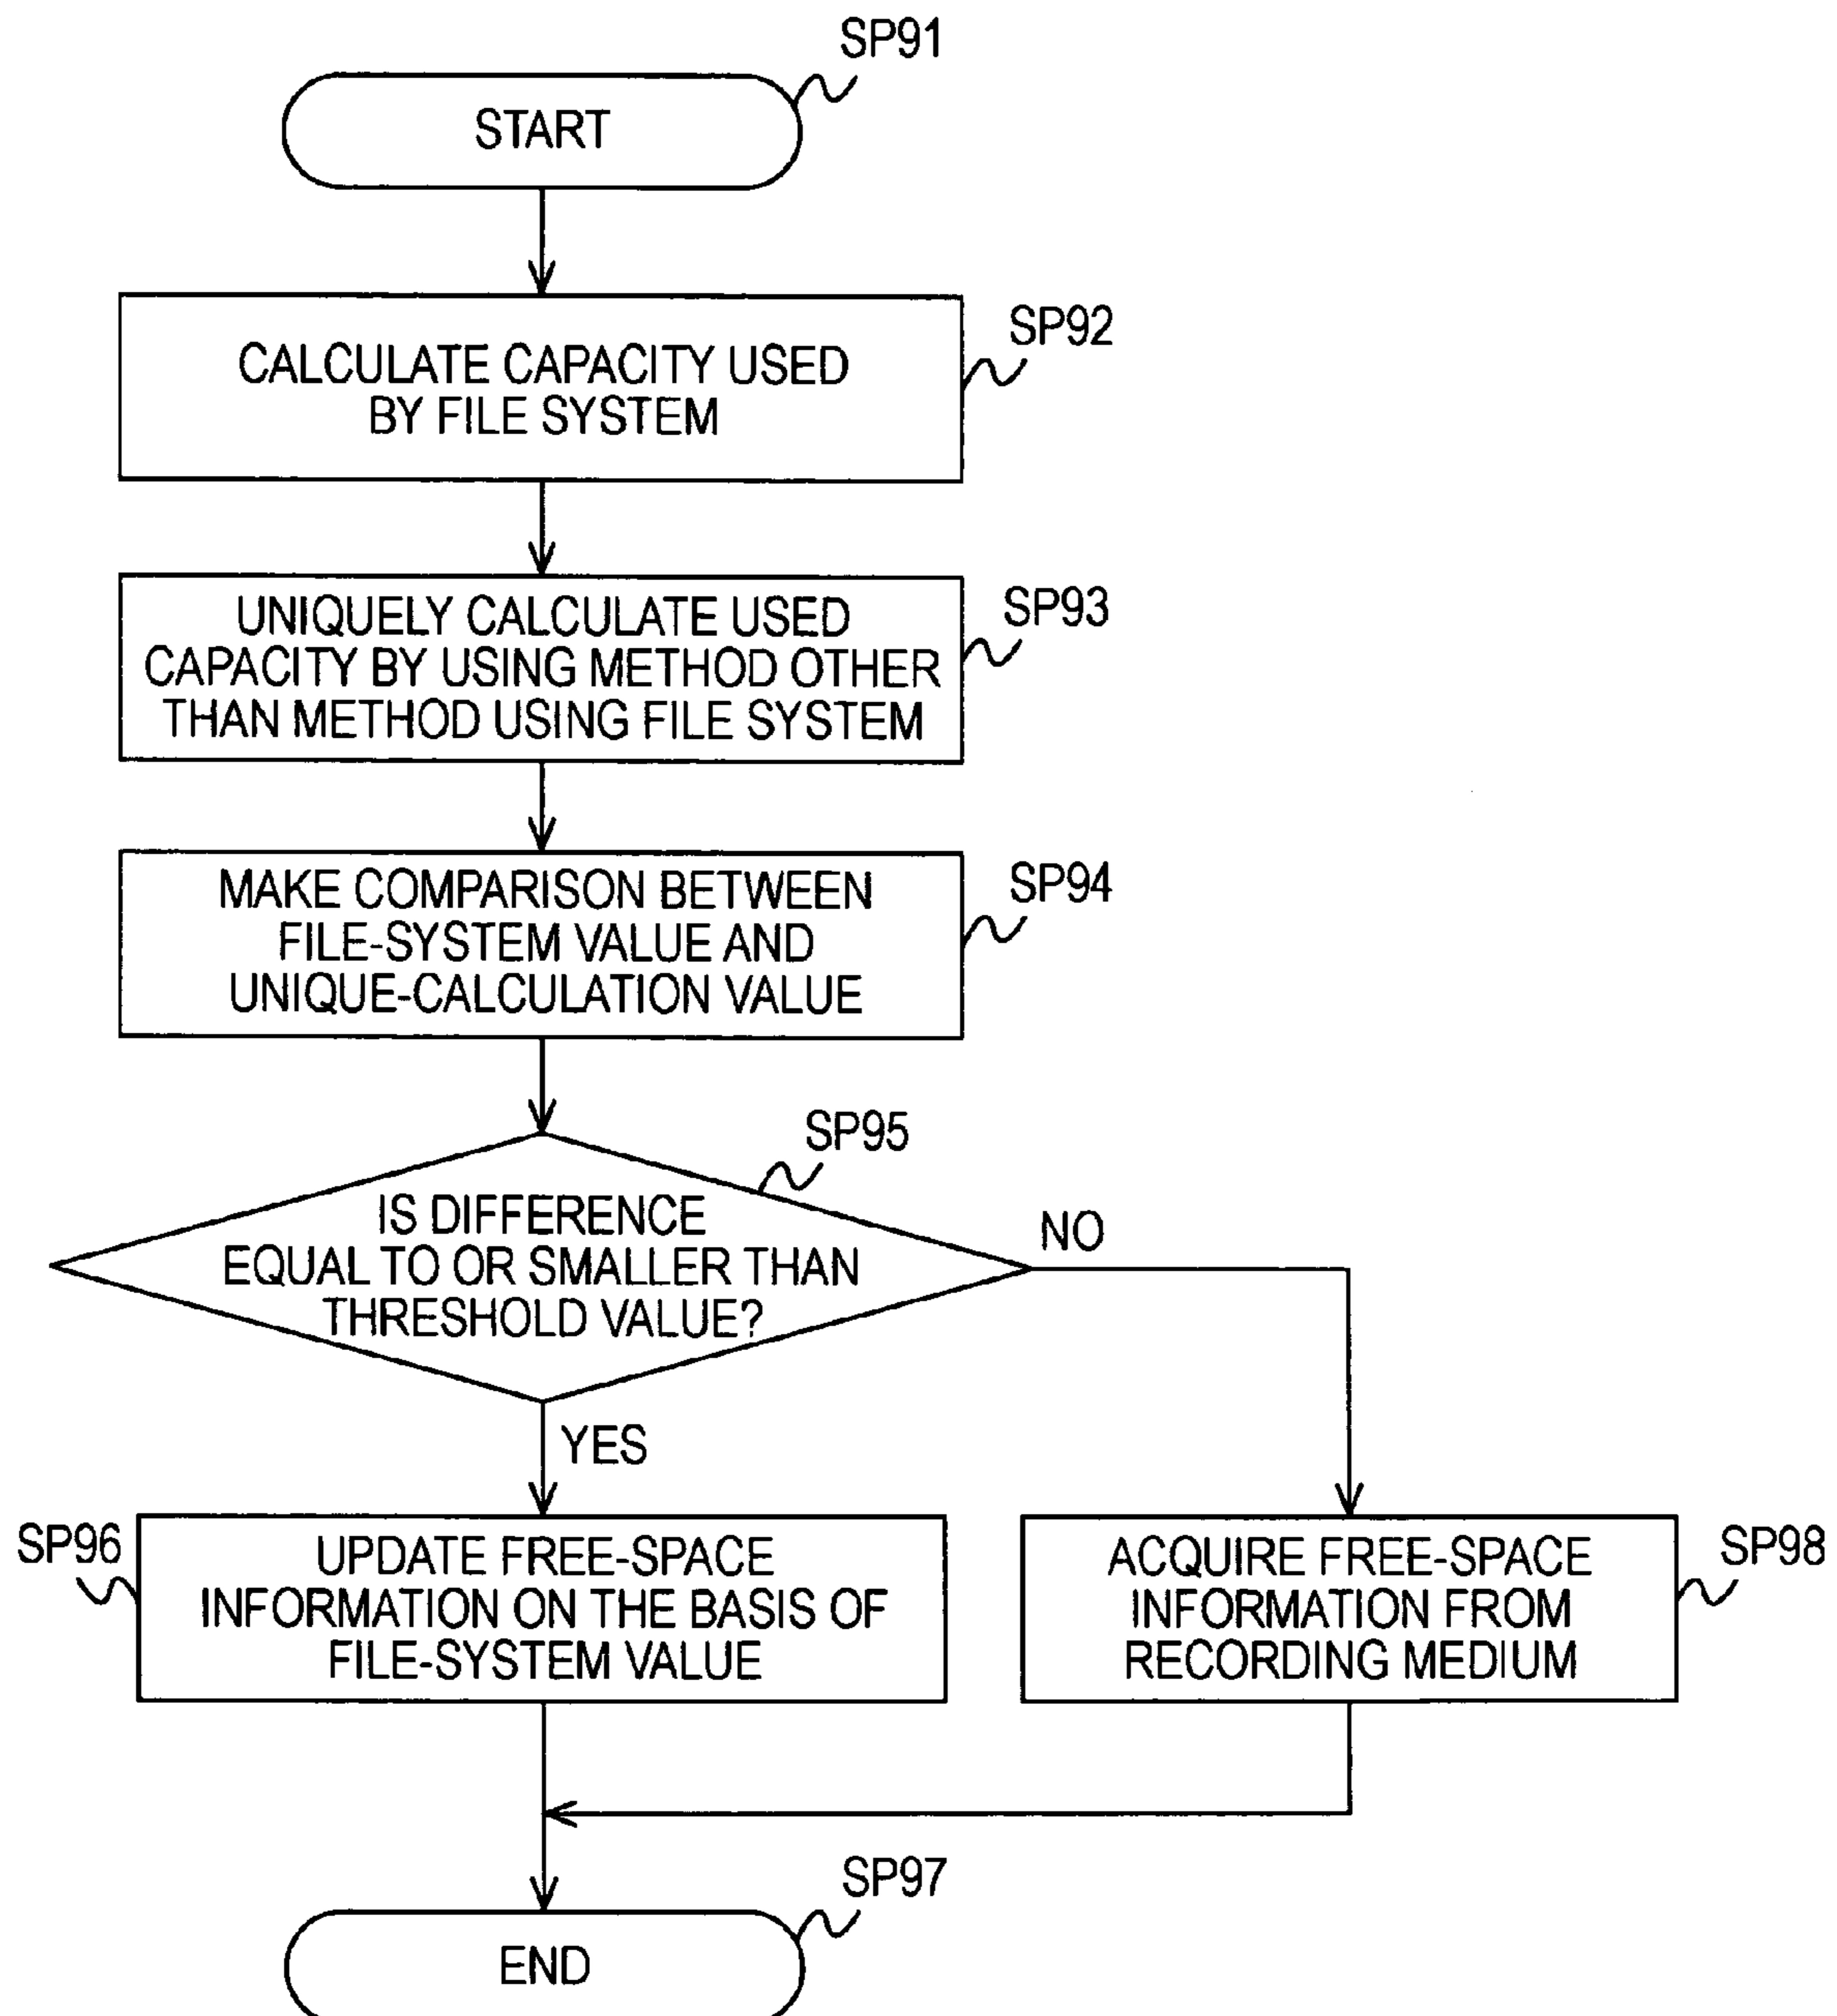 SP91
START
SP92
CALCULATE CAPACITY USED
BY FILE SYSTEM
SP93
UNIQUELY CALCULATE USED
CAPACITY BY USING METHOD OTHER
THAN METHOD USING FILE SYSTEM
SP94
MAKE COMPARISON BETWEEN
FILE-SYSTEM VALUE AND
UNIQUE-CALCULATION VALUE
SP95
IS DIFFERENCE
EQUAL TO OR SMALLER THAN
THRESHOLD VALUE?
NO
YES
SP96
UPDATE FREE-SPACE
INFORMATION ON THE BASIS OF
FILE-SYSTEM VALUE
ACQUIRE FREE-SPACE
INFORMATION FROM
RECORDING MEDIUM
SP98
SP97
END